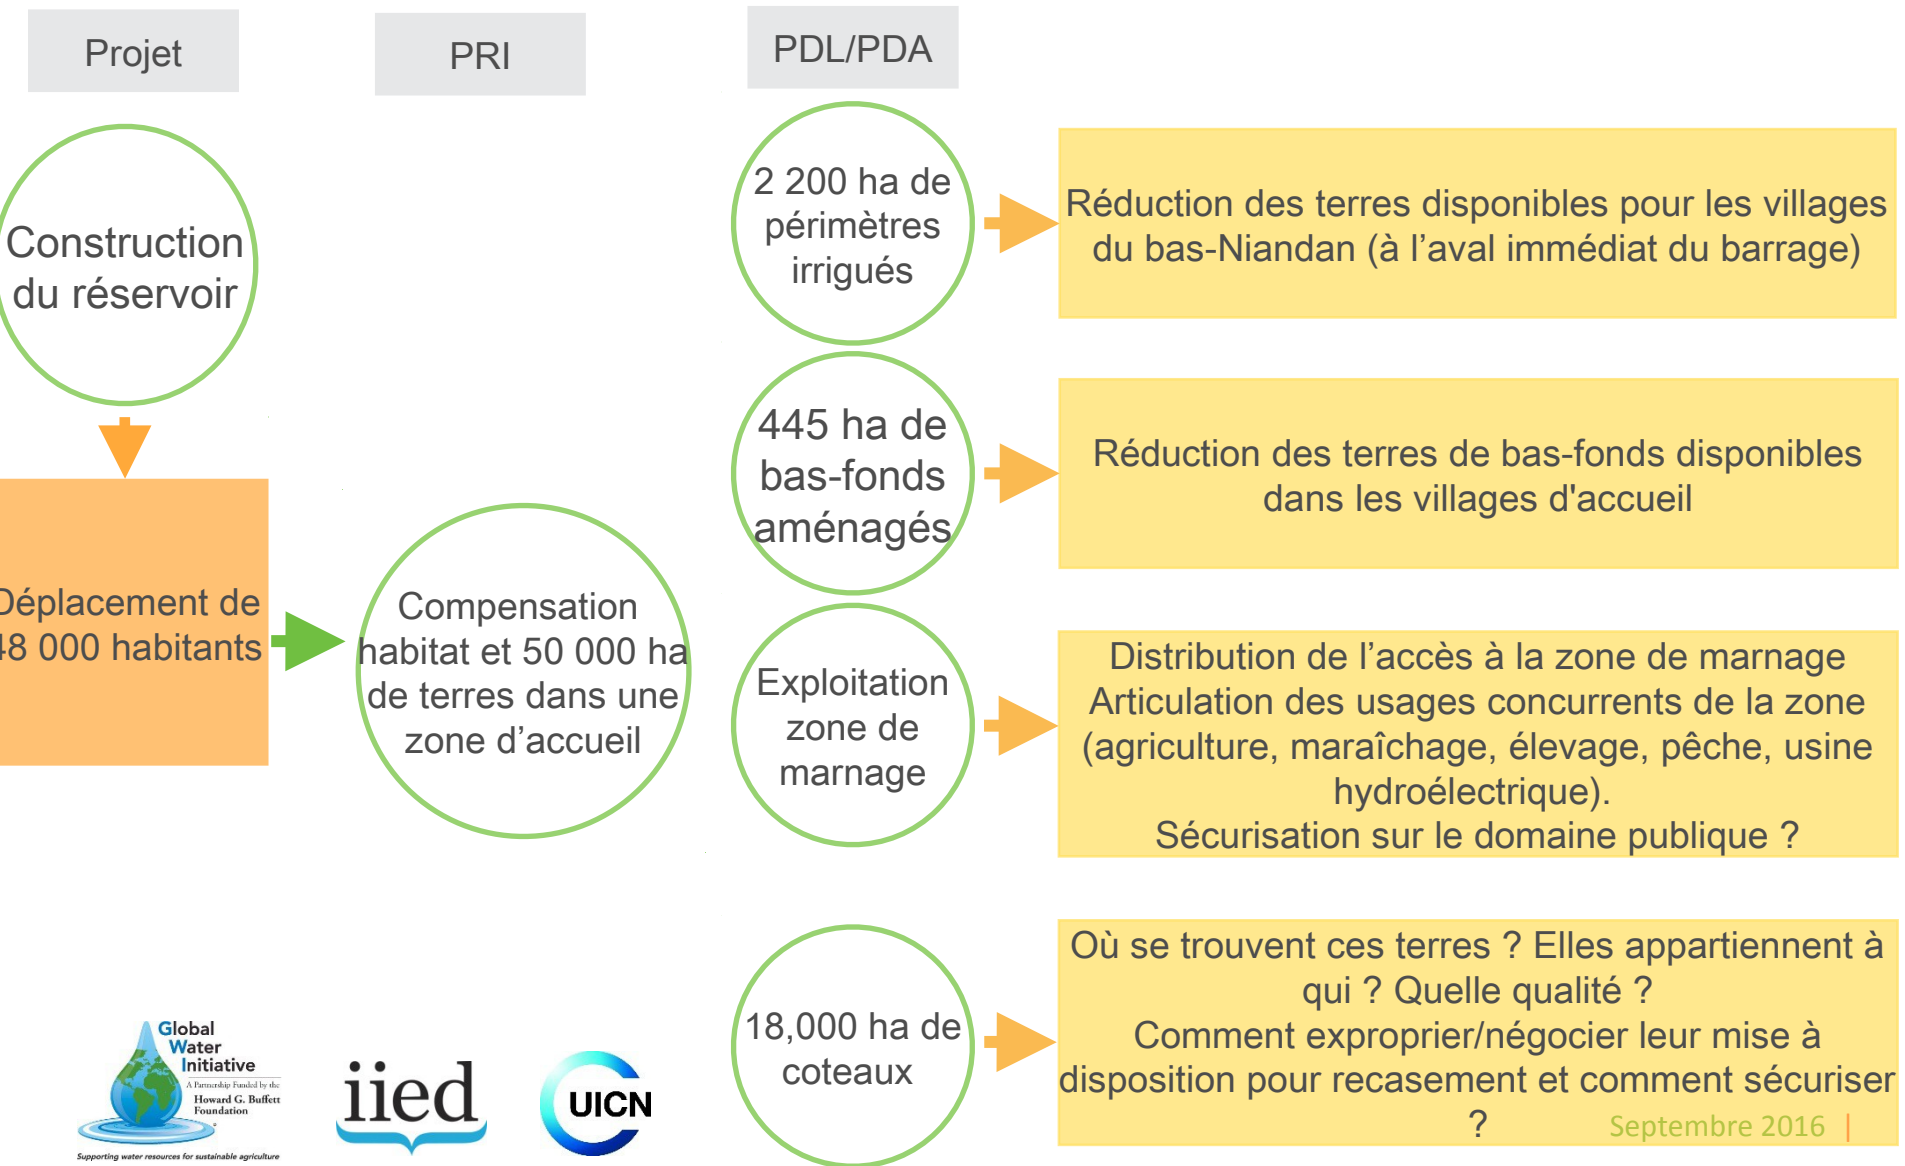 Projet
PRI
PDL/PDA
Construction
du réservoir
Déplacement de
48 000 habitants
Compensation
habitat et 50 000 ha
de terres dans une
zone d’accueil
2 200 ha de
périmètres
irrigués
Réduction des terres disponibles pour les villages
du bas-Niandan (à l’aval immédiat du barrage)
445 ha de
bas-fonds
aménagés
Réduction des terres de bas-fonds disponibles
dans les villages d'accueil
Exploitation
zone de
marnage
Distribution de l’accès à la zone de marnage
Articulation des usages concurrents de la zone
(agriculture, maraîchage, élevage, pêche, usine
hydroélectrique).
Sécurisation sur le domaine publique ?
18,000 ha de
coteaux
Où se trouvent ces terres ? Elles appartiennent à
qui ? Quelle qualité ?
Comment exproprier/négocier leur mise à
disposition pour recasement et comment sécuriser
?
Global
Water
Initiative
A Partnership Funded by the
Howard G. Buffett
Foundation
Supporting water resources for sustainable agriculture
iied
UICN
Septembre 2016 |